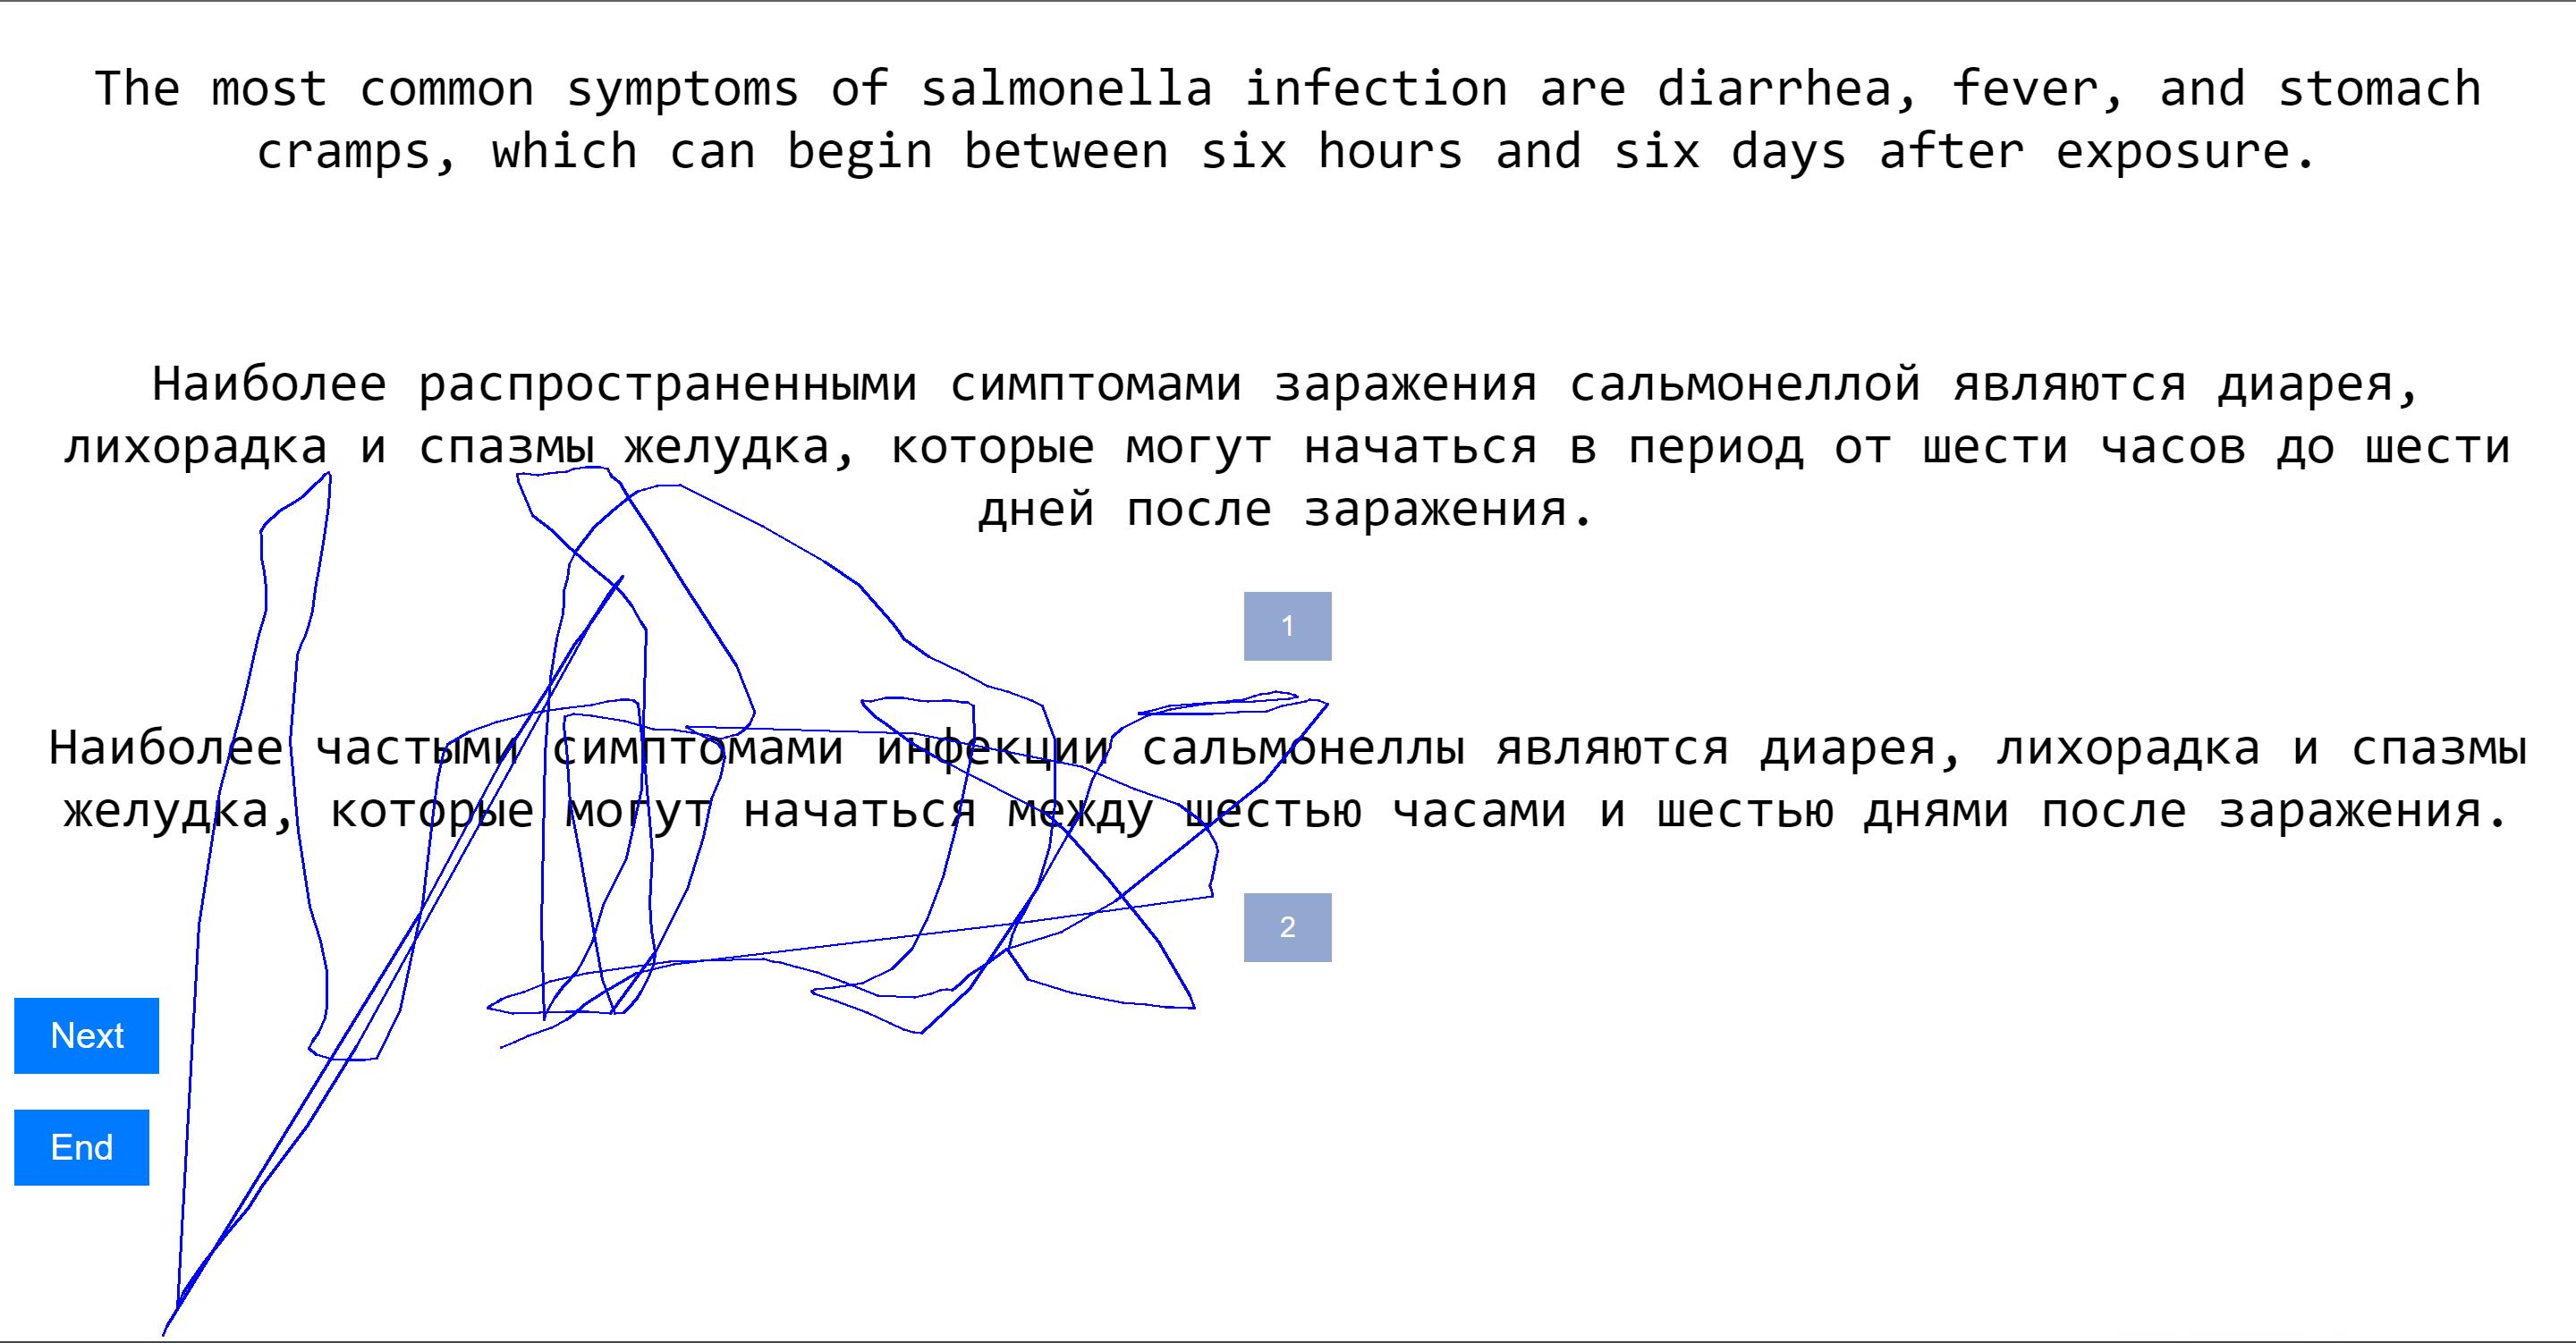 The most common symptoms of salmonella infection are diarrhea, fever, and stomach
cramps, which can begin between six hours and six days after exposure.
Наиболее распространенными симптомами заражения сальмонеллой являются диарея,
лихорадка и спазмы желудка, которые могут начаться в период от шести часов до шести
дней после заражения.
1
Наиболее частыми симптомами инфекции сальмонеллы являются диарея, лихорадка и спазмы
желудка, которые могут начаться между шестью часами и шестью днями после заражения.
2
Next
End